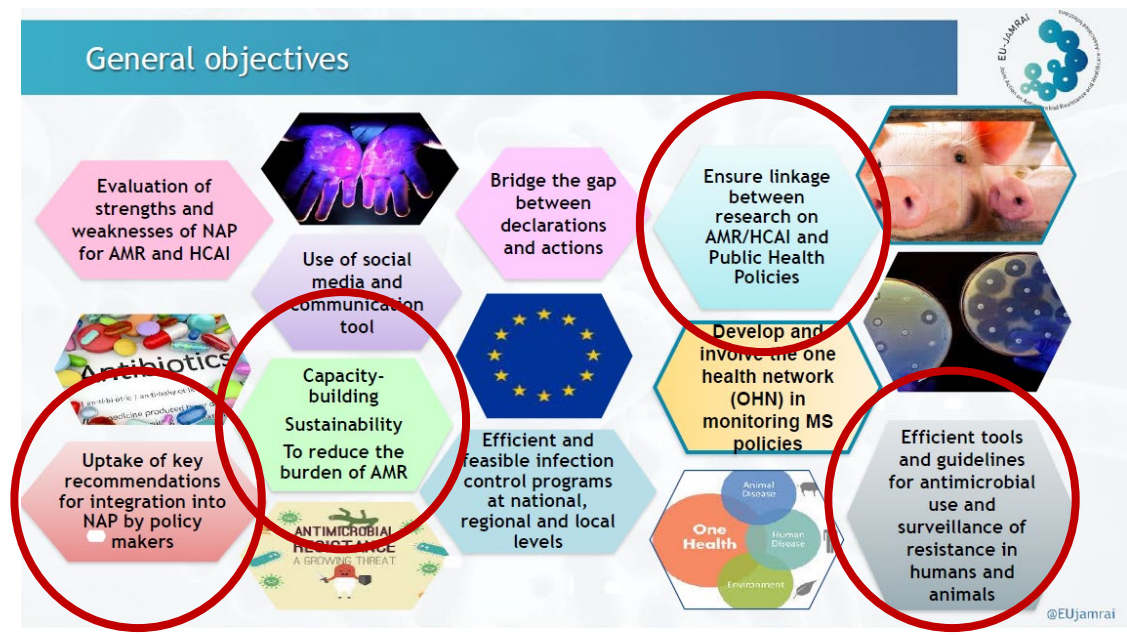 General objectives
EU-JAMRAI
Evaluation of
strengths and
weaknesses of NAP
for AMR and HCAI
Use of social
media and
communication
tool
Bridge the gap
between
declarations
and actions
Ensure linkage
between
research on
AMR/HCAI and
Public Health
Policies
Antibiotics
Capacity-
building
Sustainability
To reduce the
burden of AMR
Develop and
involve the one
health network
(OHN) in
monitoring MS
policies
Uptake of key
recommendations
for integration into
NAP by policy
makers
Efficient and
feasible infection
control programs
at national,
regional and local
levels
Efficient tools
and guidelines
for antimicrobial
use and
surveillance of
resistance in
humans and
animals
ANTIMICROBIAL
RESISTANCE
A GROWING THREAT
One
Health
Animal
Disease
Human
Disease
Environment
@EUjamrai